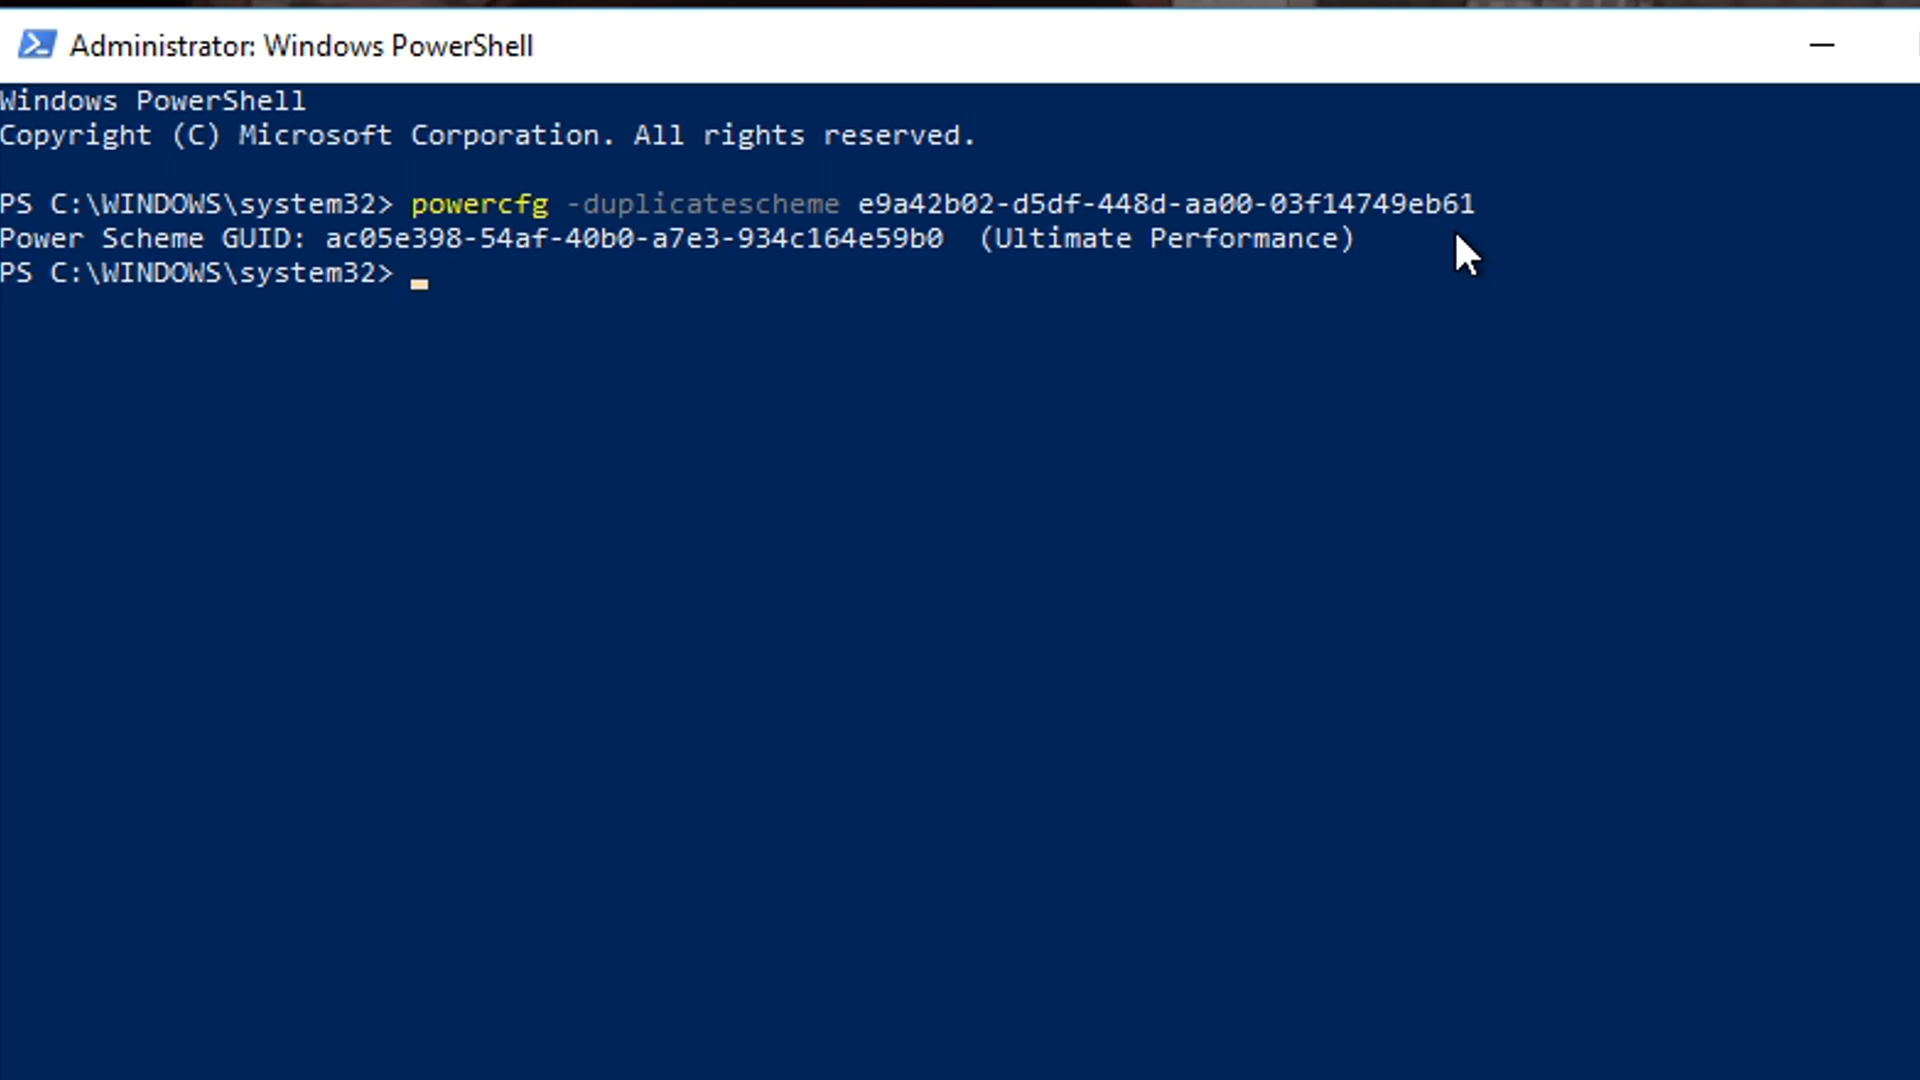 Administrator: Windows PowerShell
Windows PowerShell
Copyright (C) Microsoft Corporation. All rights reserved.
PS C:\WINDOWS\system32> powercfg -duplicatescheme e9a42b02-d5df-448d-aa00-03f14749eb61
Power Scheme GUID: ac05e398-54af-40b0-a7e3-934c164e59b0  (Ultimate Performance)
PS C:\WINDOWS\system32>